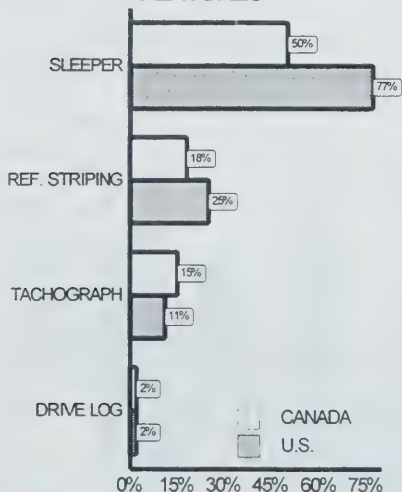 SLEEPER
50%
77%
REF. STRIPING
18%
25%
TACHOGRAPH
15%
11%
DRIVE LOG
2%
2%
CANADA
U.S.
0% 15% 30% 45% 60% 75%